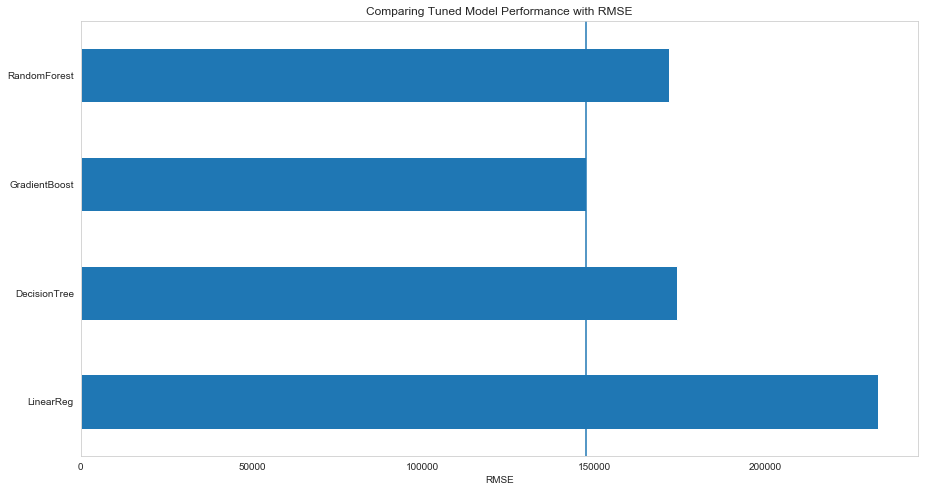 Comparing Tuned Model Performance with RMSE
RandomForest
GradientBoost
DecisionTree
LinearReg
0 50000 100000 150000 200000
RMSE